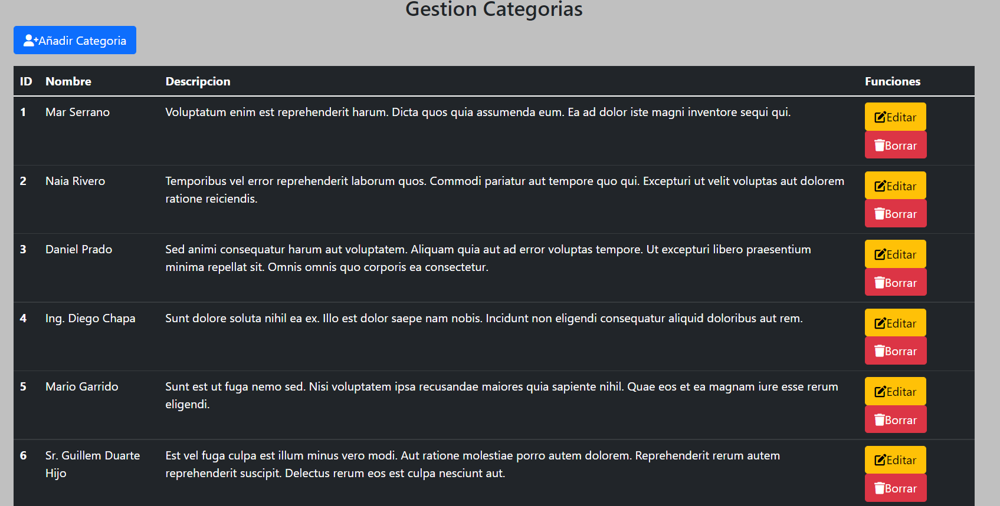 Gestion Categorias
Añadir Categoria
ID Nombre Descripcion Funciones
1 Mar Serrano Voluptatum enim est reprehenderit harum. Dicta quos quia assumenda eum. Ea ad dolor iste magni inventore sequi qui. Editar
Borrar
2 Naia Rivero Temporibus vel error reprehenderit laborum quos. Commodi pariatur aut tempore quo qui. Excepturi ut velit voluptas aut dolorem Editar
ratione reiciendis.
Borrar
3 Daniel Prado Sed animi consequatur harum aut voluptatem. Aliquam quia aut ad error voluptas tempore. Ut excepturi libero praesentium Editar
minima repellat sit. Omnis omnis quo corporis ea consectetur.
Borrar
4 Ing. Diego Chapa Sunt dolore soluta nihil ea ex. Illo est dolor saepe nam nobis. Incidunt non eligendi consequatur aliquid doloribus aut rem. Editar
Borrar
5 Mario Garrido Sunt est ut fuga nemo sed. Nisi voluptatem ipsa recusandae maiores quia sapiente nihil. Quae eos et ea magnam iure esse rerum Editar
eligendi.
Borrar
6 Sr. Guillem Duarte Est vel fuga culpa est illum minus vero modi. Aut ratione molestiae porro autem dolorem. Reprehenderit rerum autem Editar
Hijo reprehenderit suscipit. Delectus rerum eos est culpa nesciunt aut.
Borrar